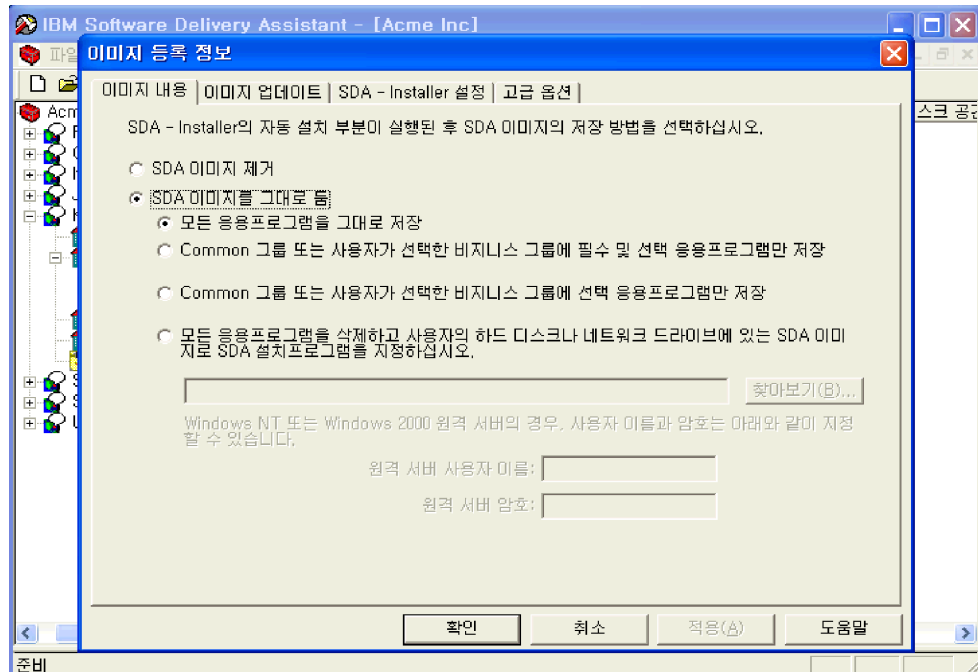 IBM Software Delivery Assistant - [Acme Inc]
이미지 등록 정보
이미지 내용 이미지 업데이트 SDA - Installer 설정 고급 옵션
SDA - Installer의 자동 설치 부분이 실행된 후 SDA 이미지의 저장 방법을 선택하십시오.
SDA 이미지 제거
SDA 이미지를 그대로 둠
모든 응용프로그램을 그대로 저장
Common 그룹 또는 사용자가 선택한 비지니스 그룹에 필수 및 선택 응용프로그램만 저장
Common 그룹 또는 사용자가 선택한 비지니스 그룹에 선택 응용프로그램만 저장
모든 응용프로그램을 삭제하고 사용자의 하드 디스크나 네트워크 드라이브에 있는 SDA 이미
지로 SDA 설치프로그램을 지정하십시오.
찾아보기(B)...
Windows NT 또는 Windows 2000 원격 서버의 경우, 사용자 이름과 암호는 아래와 같이 지정
할 수 있습니다.
원격 서버 사용자 이름:
원격 서버 암호:
확인 취소 적용(A) 도움말
준비